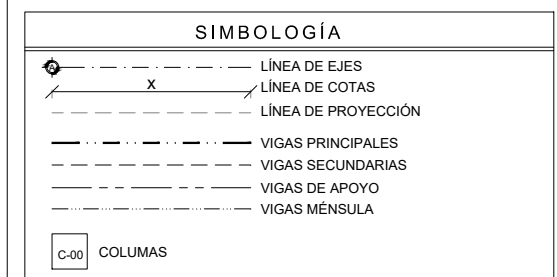 SIMBOLOGÍA
A LÍNEA DE EJES
X LÍNEA DE COTAS
LÍNEA DE PROYECCIÓN
VIGAS PRINCIPALES
VIGAS SECUNDARIAS
VIGAS DE APOYO
VIGAS MÉNSULA
C-00 COLUMAS